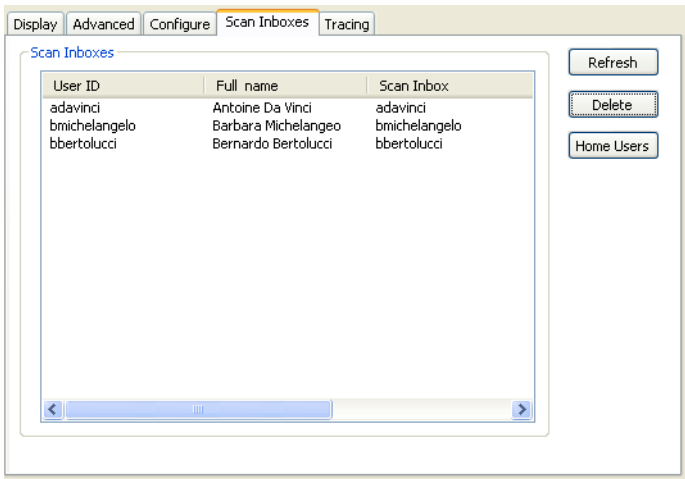 Display Advanced Configure Scan Inboxes Tracing
Scan Inboxes
Refresh
User ID Full name Scan Inbox
Delete
adavinci Antoine Da Vinci adavinci
bmichelangelo Barbara Michelangeo bmichelangelo
bbertolucci Bernardo Bertolucci bbertolucci
Home Users